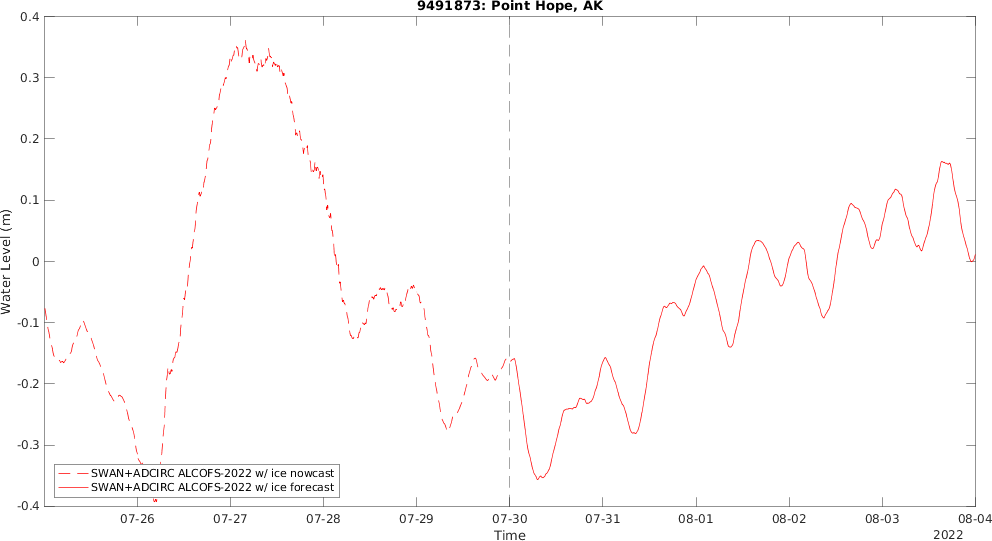 9491873: Point Hope, AK
0.4
0.3
0.2
0.1
0
-0.1
-0.2
-0.3
-0.4
Water Level (m)
SWAN+ADCIRC ALCOFS-2022 w/ ice nowcast
SWAN+ADCIRC ALCOFS-2022 w/ ice forecast
07-26 07-27 07-28 07-29 07-30 07-31 08-01 08-02 08-03 08-04
Time
2022